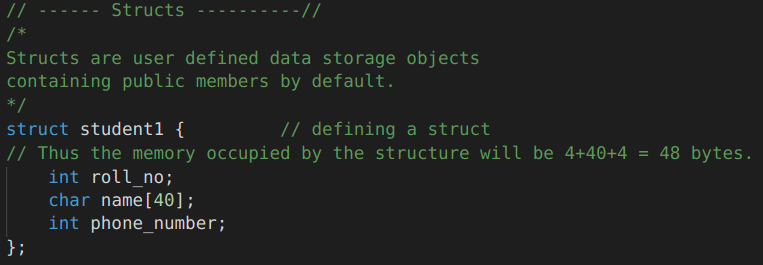 // ------ Structs ----------//
/*
Structs are user defined data storage objects
containing public members by default.
*/
struct student1 {         // defining a struct
// Thus the memory occupied by the structure will be 4+40+4 = 48 bytes.
    int roll_no;
    char name[40];
    int phone_number;
};